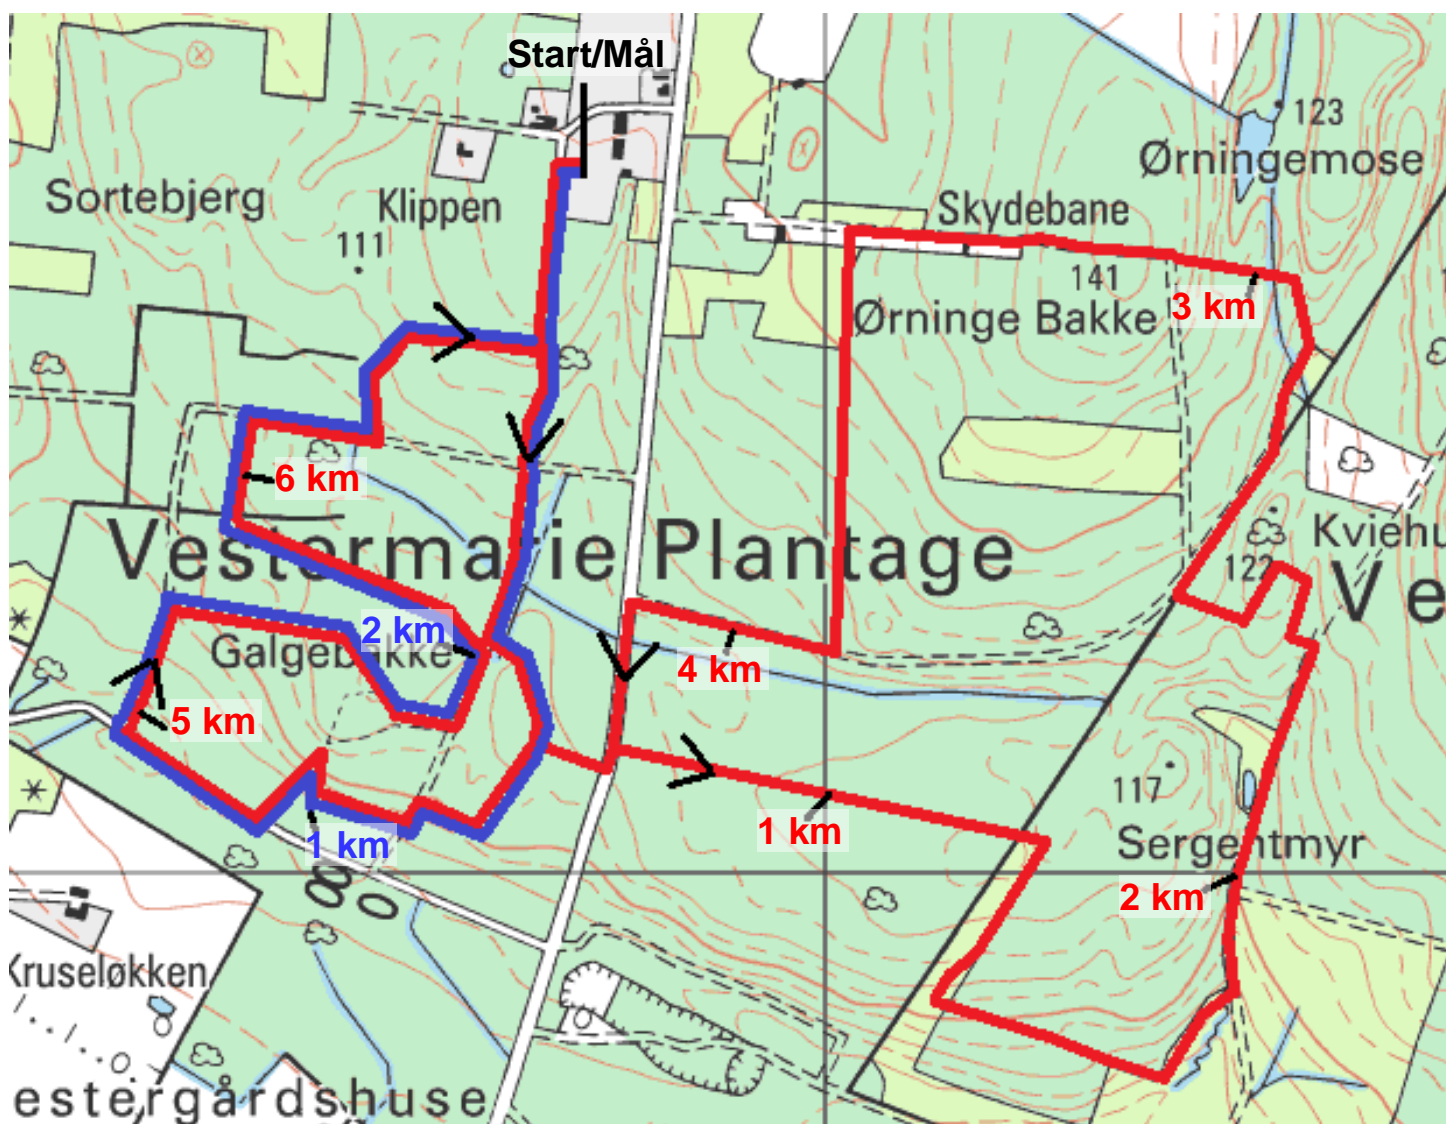 Start/Mål
123
Ørningemose
Sortebjerg
Klippen
Skydebane
111
141
3 km
Ørninge Bakke
6 km
Kviehu
Vestermarie Plantage
122
Ve
2 km
Galgebakke
4 km
5 km
117
1 km
1 km
Sergentmyr
80
2 km
Kruseløkken
estergårdshuse